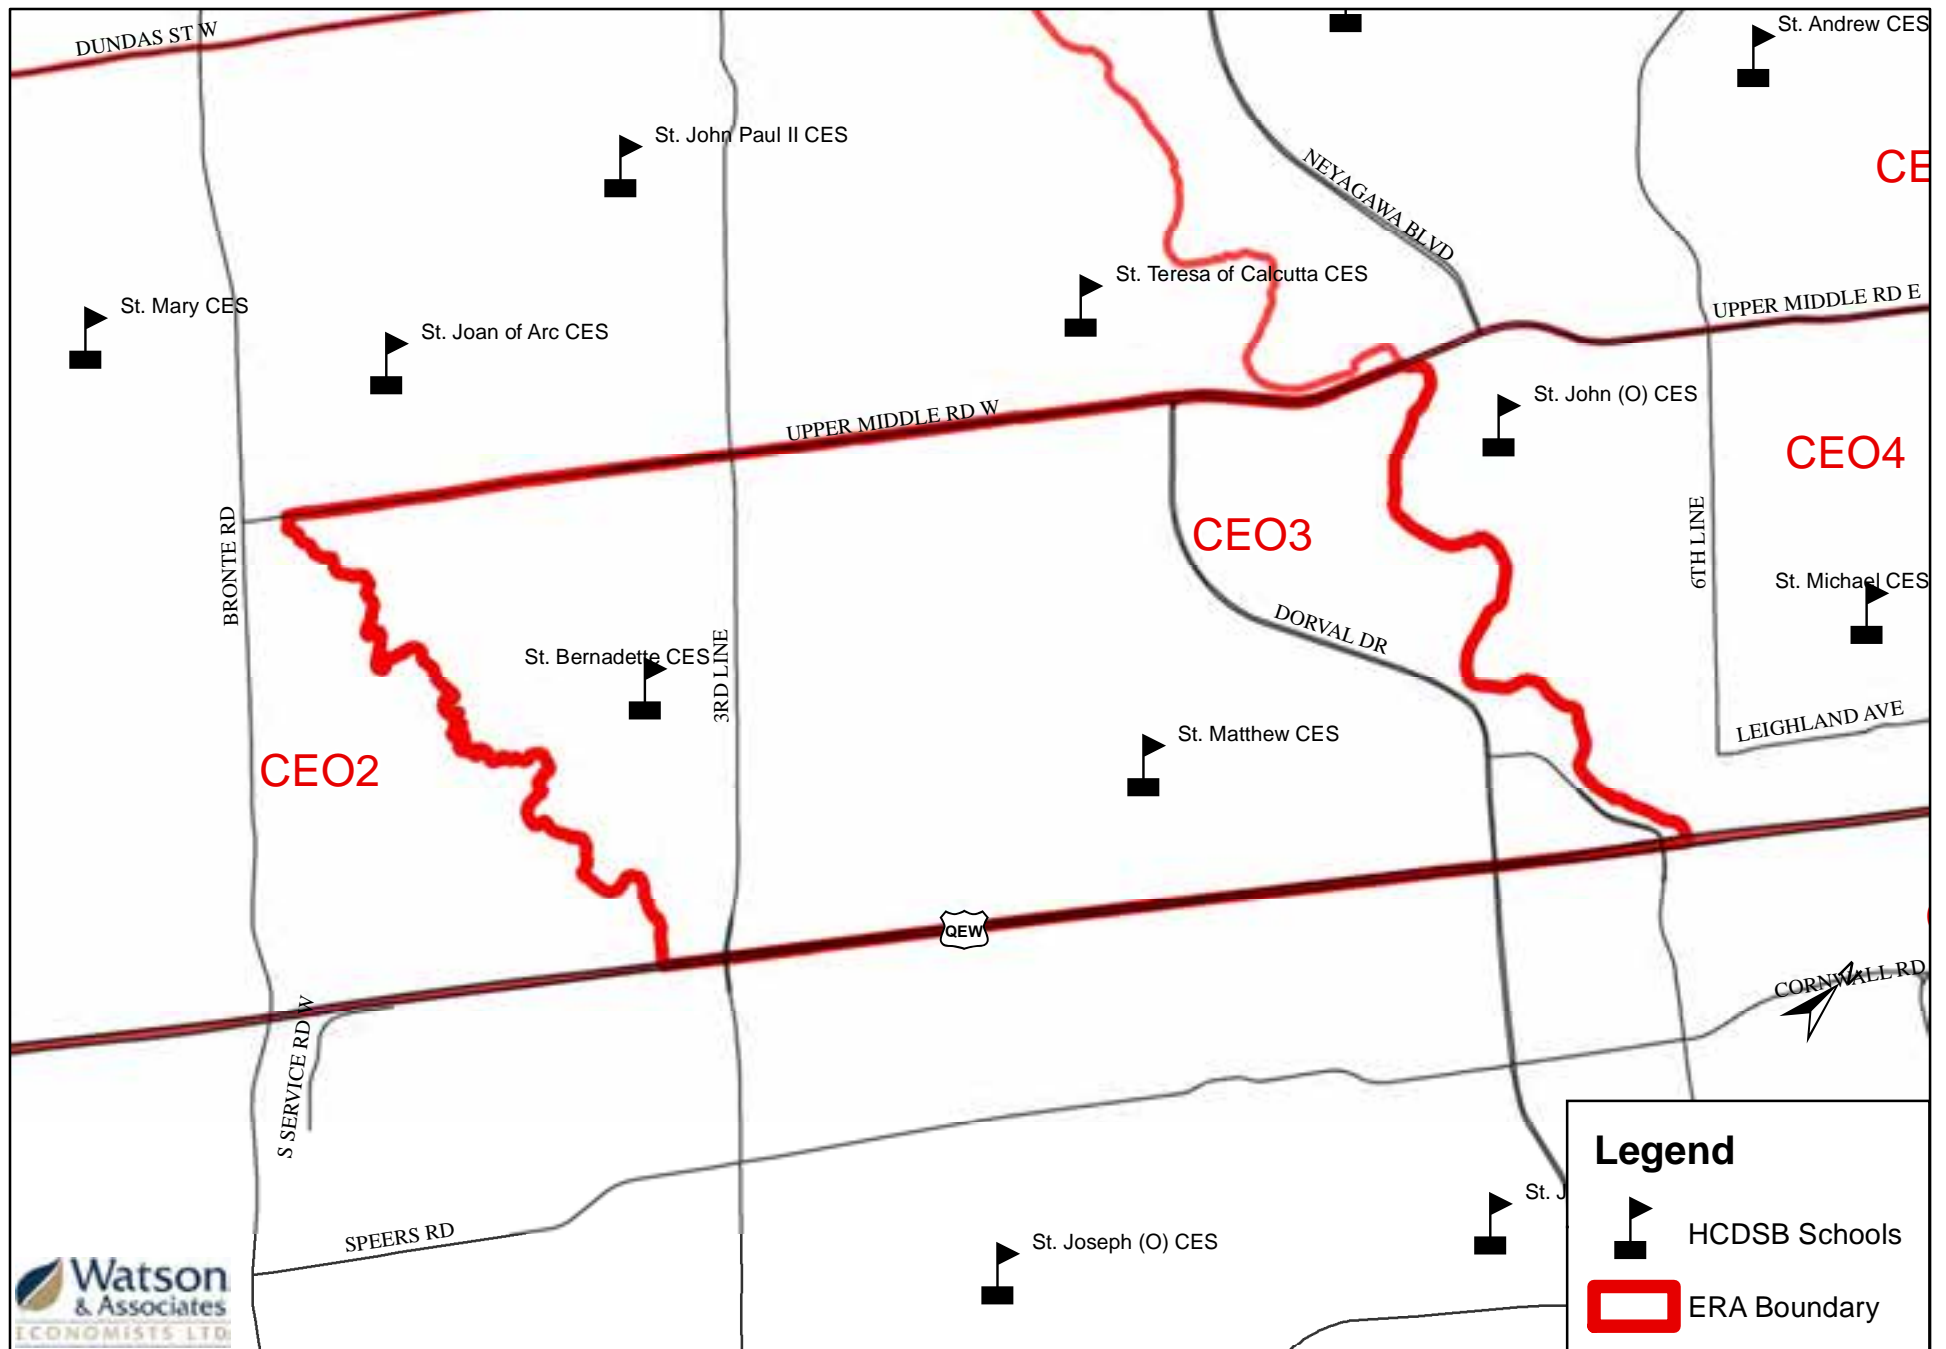 DUNDAS ST W
St. Andrew CES
St. John Paul II CES
CE
NEYAGAWA BLVD
St. Teresa of Calcutta CES
St. Mary CES
St. Joan of Arc CES
UPPER MIDDLE RD E
UPPER MIDDLE RD W
St. John (O) CES
CEO4
BRONTE RD
CEO3
6TH LINE
St. Michael CES
DORVAL DR
St. Bernadette CES
3RD LINE
LEIGHLAND AVE
St. Matthew CES
CEO2
QEW
CORNWALL RD
S SERVICE RD W
SPEERS RD
St. Joseph (O) CES
St. J
Legend
HCDSB Schools
ERA Boundary
Watson
& Associates
ECONOMISTS LTD